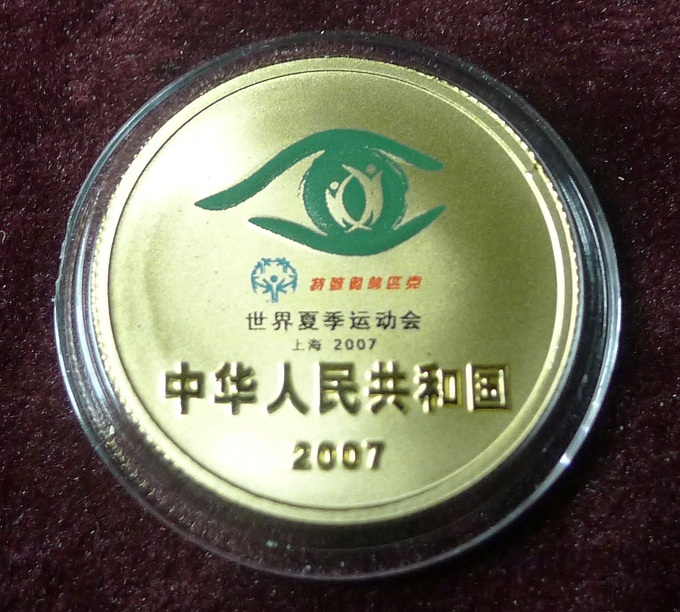 特殊奥林匹克
世界夏季运动会
上海 2007
中华人民共和国
2007